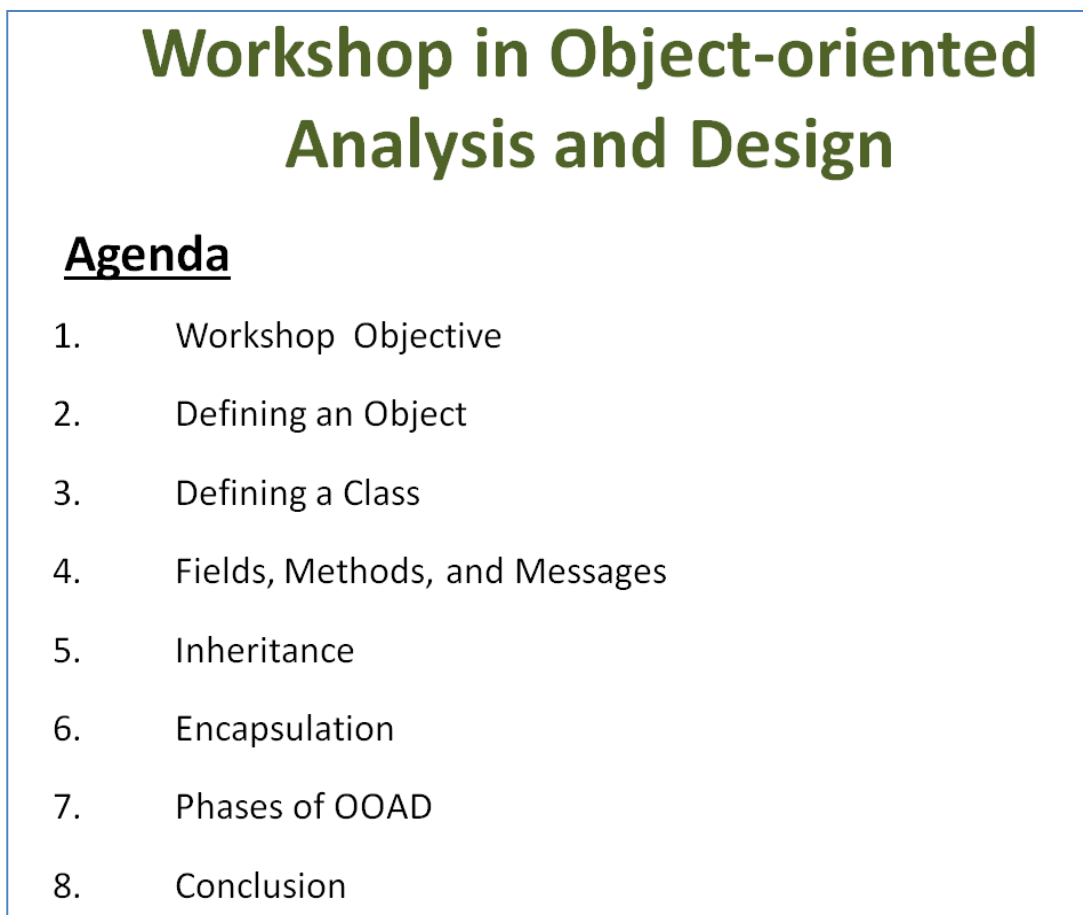 Workshop in Object-oriented
Analysis and Design
Agenda
1. Workshop Objective
2. Defining an Object
3. Defining a Class
4. Fields, Methods, and Messages
5. Inheritance
6. Encapsulation
7. Phases of OOAD
8. Conclusion